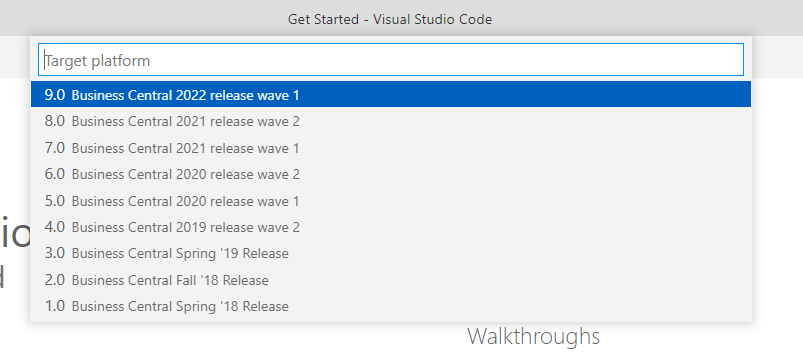 Get Started - Visual Studio Code
Target platform
9.0 Business Central 2022 release wave 1
8.0 Business Central 2021 release wave 2
7.0 Business Central 2021 release wave 1
6.0 Business Central 2020 release wave 2
5.0 Business Central 2020 release wave 1
4.0 Business Central 2019 release wave 2
3.0 Business Central Spring '19 Release
2.0 Business Central Fall '18 Release
1.0 Business Central Spring '18 Release
Walkthroughs